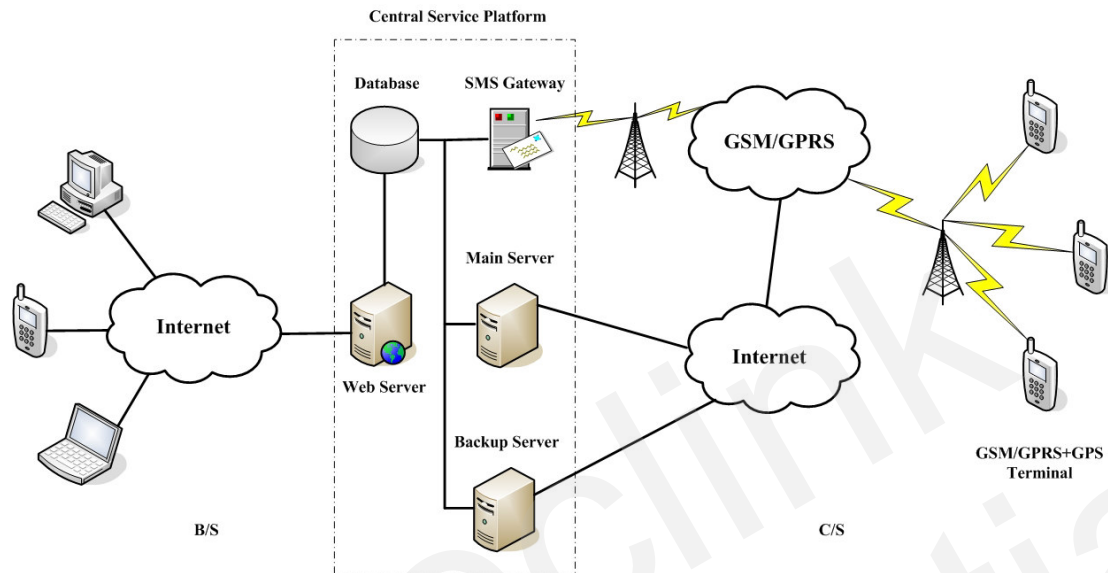 Central Service Platform
Database
SMS Gateway
GSM/GPRS
Main Server
Internet
Internet
Web Server
Backup Server
GSM/GPRS+GPS
Terminal
B/S
C/S